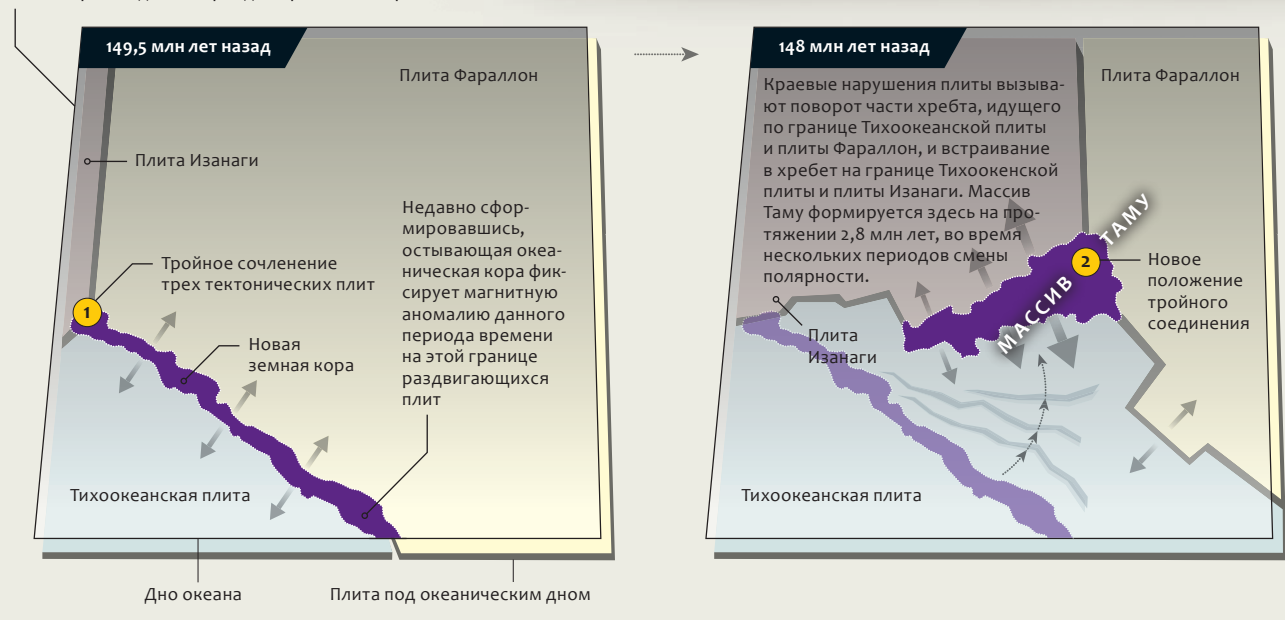 149,5 млн лет назад
Плита Фараллон
Плита Изанаги
Недавно сфор-
мировавшись,
остывающая океа-
ническая кора фик-
сирует магнитную
аномалию данного
периода времени
на этой границе
раздвигающихся
плит
Тройное сочленение
трех тектонических плит
1
Новая
земная кора
Тихоокеанская плита
Дно океана
Плита под океаническим дном
148 млн лет назад
Плита Фараллон
Краевые нарушения плиты вызыва-
ют поворот части хребта, идущего
по границе Тихоокеанской плиты
и плиты Фараллон, и встраивание
в хребет на границе Тихоокенской
плиты и плиты Изанаги. Массив
Таму формируется здесь на про-
тяжении 2,8 млн лет, во время
нескольких периодов смены
полярности.
МАССИВ ТАМУ
2
Новое
положение
тройного
соединения
Плита
Изанаги
Тихоокеанская плита